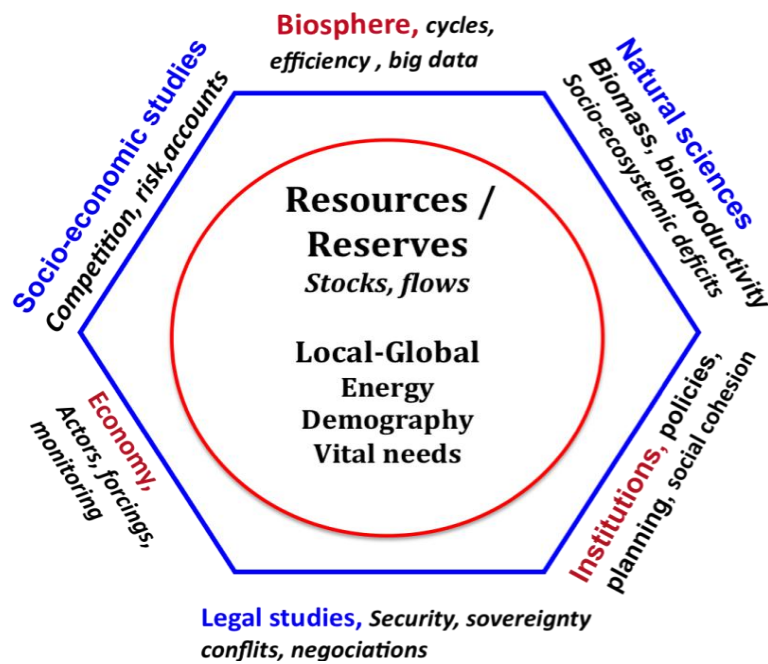 Biosphere, cycles,
efficiency , big data
Socio-economic studies
Competition, risk,accounts
Natural sciences
Biomass, bioproductivity
Socio-ecosystemic deficits
Resources /
Reserves
Stocks, flows
Local-Global
Energy
Demography
Vital needs
Economy,
Actors, forcings,
monitoring
Institutions, policies,
planning, social cohesion
Legal studies, Security, sovereignty
conflits, negociations